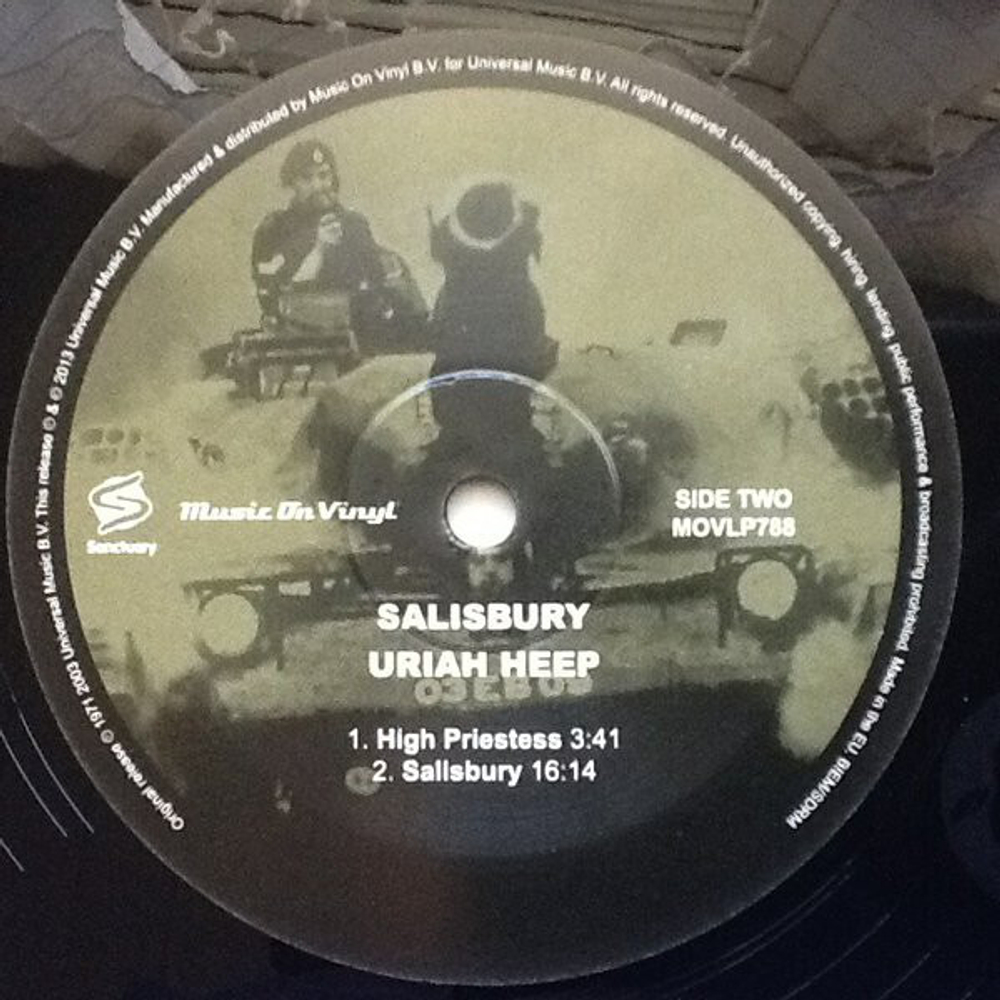 Original release ℗ 1971 2003 Universal Music B.V. This release ℗ & © 2013 Universal Music B.V. Manufactured & distributed by Music On Vinyl B.V. for Universal Music B.V. All rights reserved. Unauthorized copying, hiring, lending, public performance & broadcasting prohibited. Made in the EU. BIEM/SDRM
Sanctuary
Music On Vinyl
SIDE TWO
MOVLP788
SALISBURY
URIAH HEEP
1. High Priestess 3:41
2. Salisbury 16:14